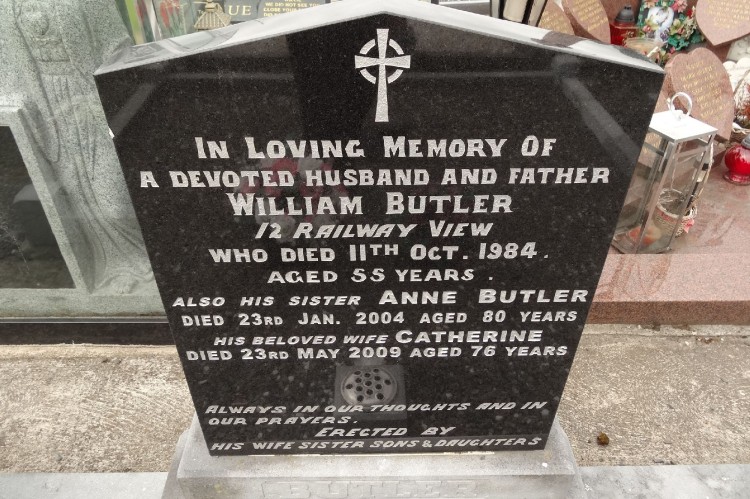 IN LOVING MEMORY OF
A DEVOTED HUSBAND AND FATHER
WILLIAM BUTLER
12 RAILWAY VIEW
WHO DIED 11TH OCT. 1984.
AGED 55 YEARS.
ALSO HIS SISTER ANNE BUTLER
DIED 23RD JAN. 2004 AGED 80 YEARS
HIS BELOVED WIFE CATHERINE
DIED 23RD MAY 2009 AGED 76 YEARS
ALWAYS IN OUR THOUGHTS AND IN
OUR PRAYERS.
ERECTED BY
HIS WIFE SISTER SONS & DAUGHTERS
BUTLER